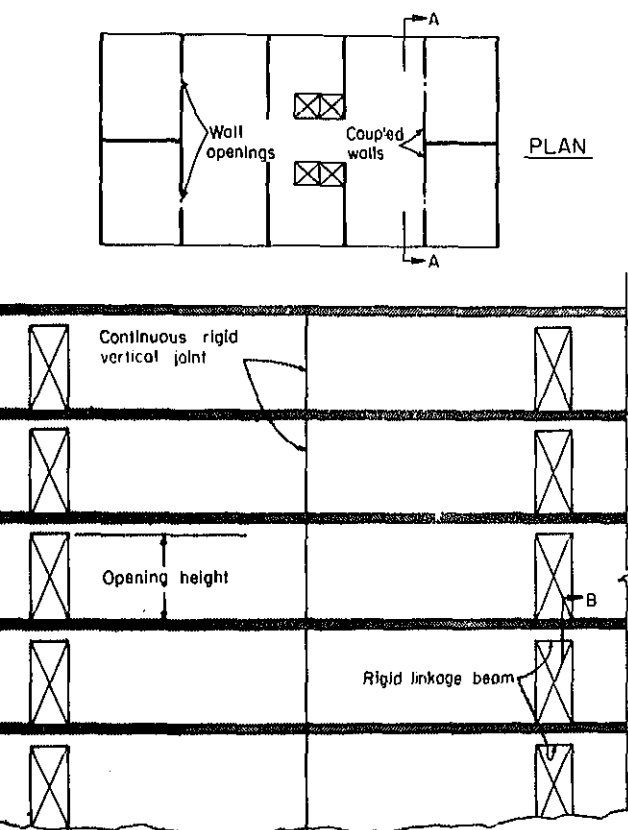 A
Wall
openings
Coupled
walls
PLAN
A
Continuous rigid
vertical joint
Opening height
B
Rigid linkage beam